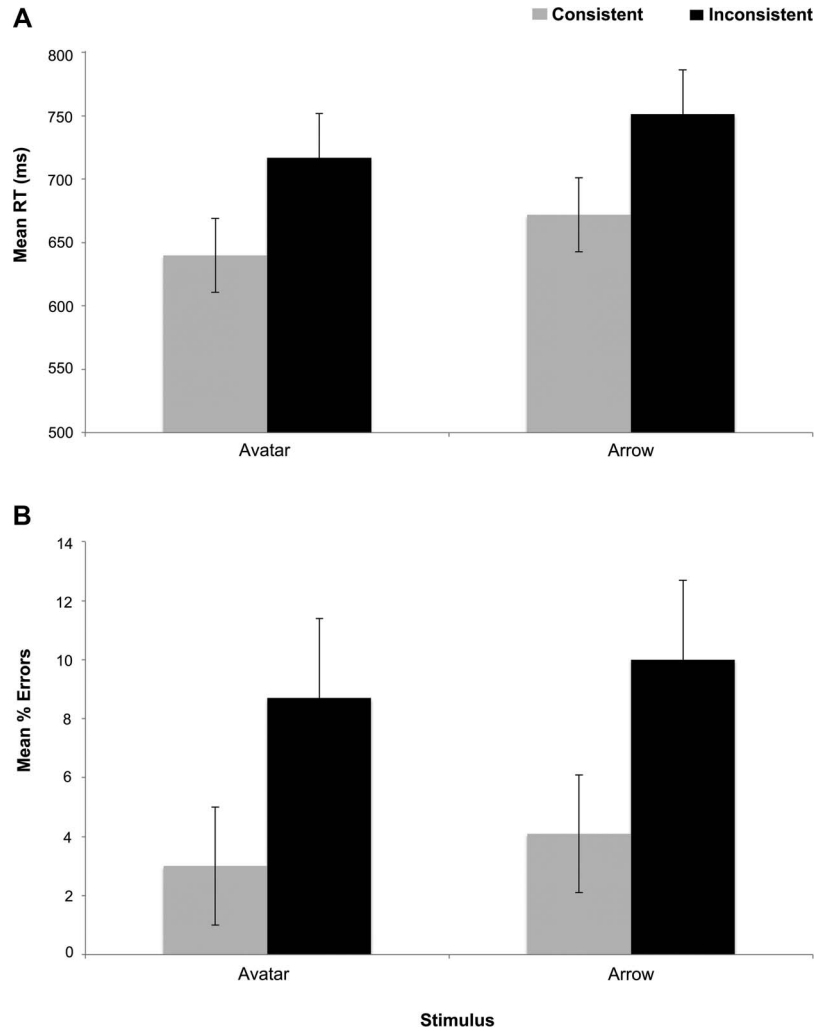 A
Consistent Inconsistent
Mean RT (ms)
800
750
700
650
600
550
500
Avatar Arrow
B
Mean % Errors
14
12
10
8
6
4
2
0
Avatar Arrow
Stimulus